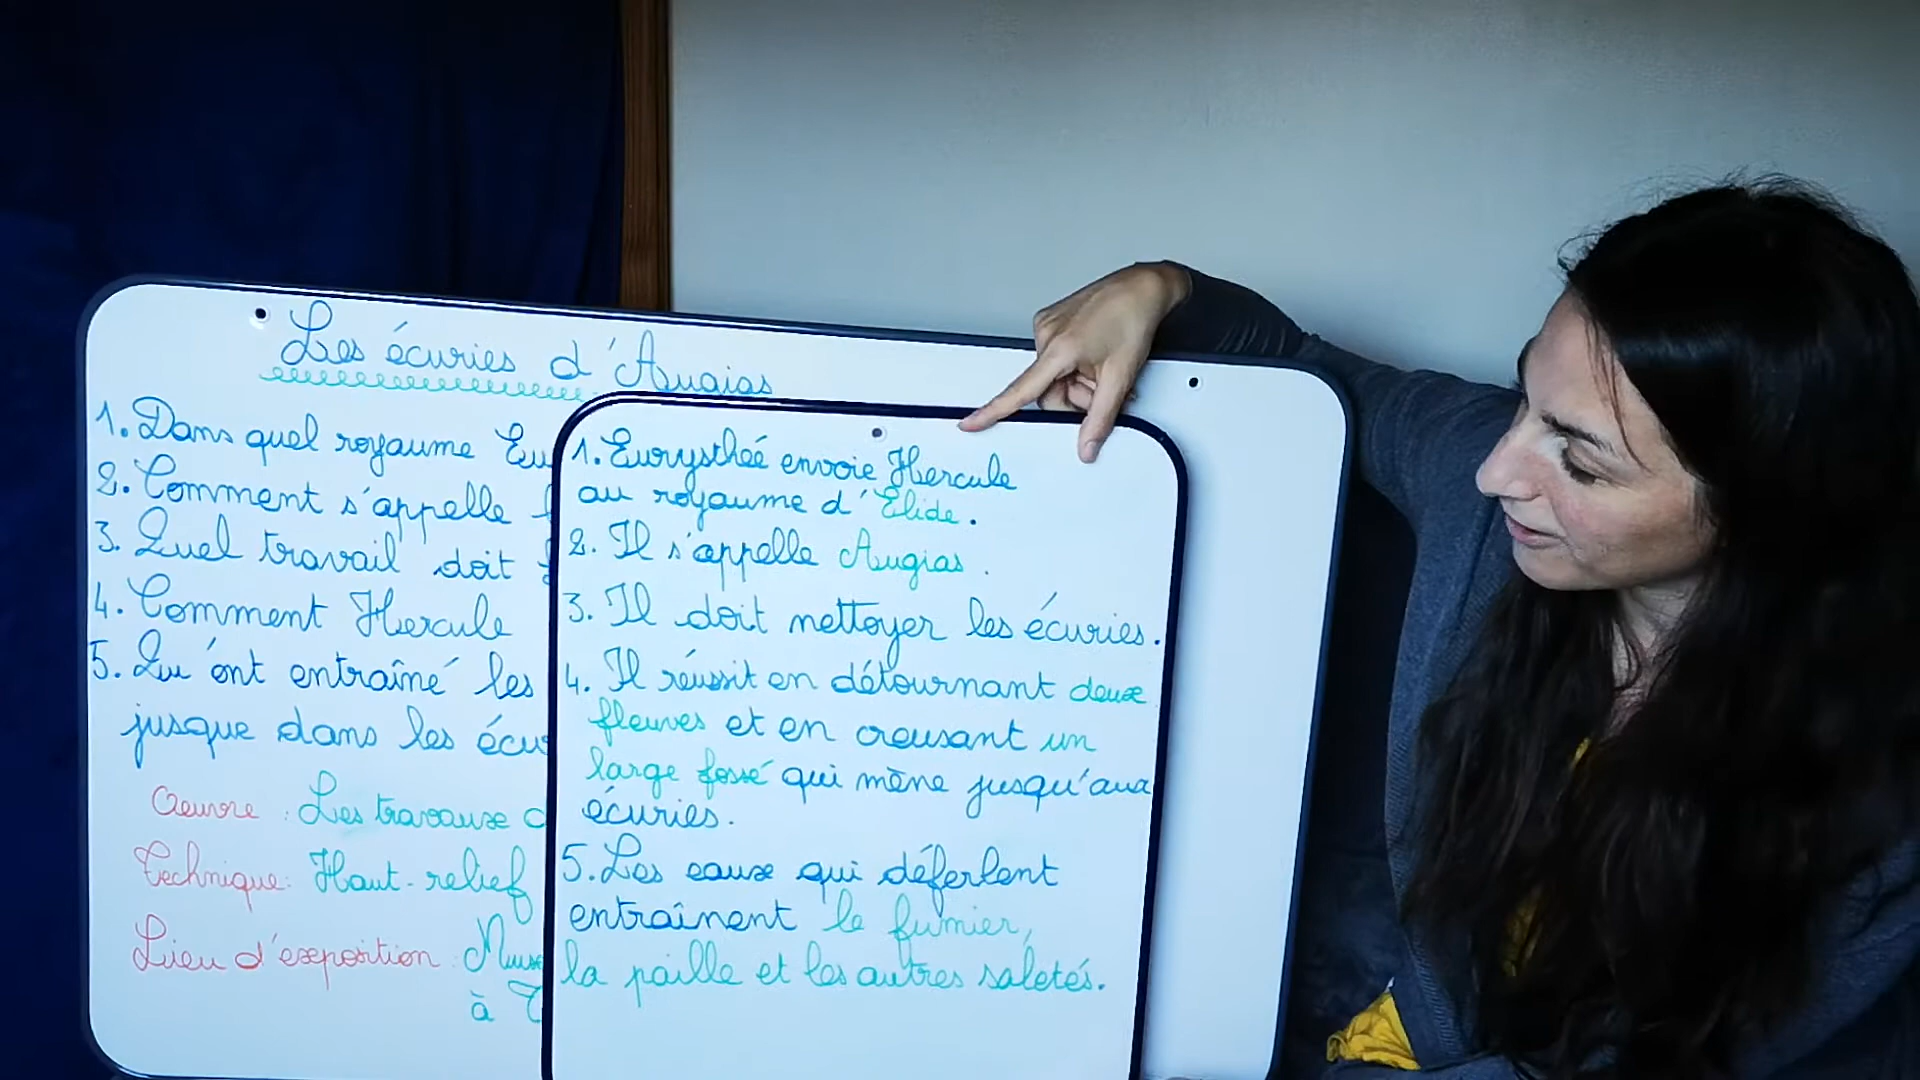 Les écuries d'Augias
1. Dans quel royaume
2. Comment s'appelle
3. Quel travail doit
4. Comment Hercule
5. Qu'ont entraîné les
jusque dans les
Œuvre : Les travaux
Technique : Haut-relief
Lieu d'exposition :
à
1. Eurysthéé envoie Hercule
au royaume d'Élide.
2. Il s'appelle Augias.
3. Il doit nettoyer les écuries.
4. Il réussit en détournant deux
fleuves et en creusant un
large fossé qui mène jusqu'aux
écuries.
5. Les eaux qui déferlent
entraînent le fumier,
la paille et les autres saletés.